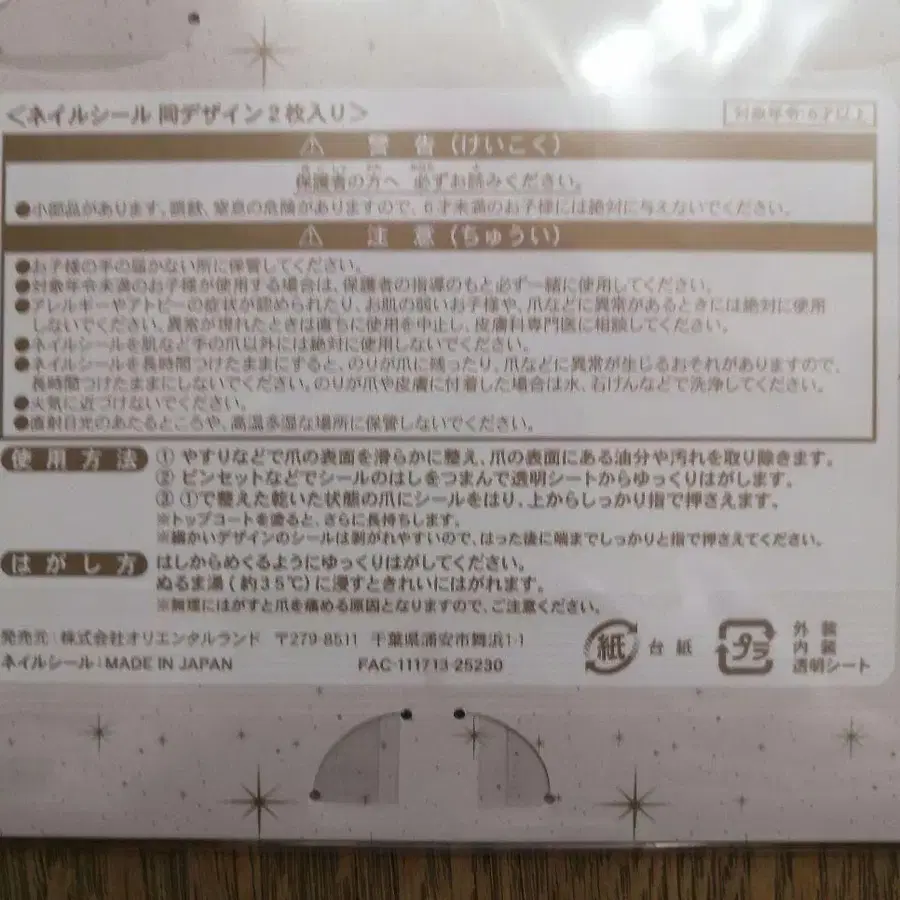 <ネイルシール 同デザイン2枚入り>
対象年令 6才以上
⚠ 警 告 (けいこく)
保護者の方へ 必ずお読みください。
●小部品があります。誤飲、窒息の危険がありますので、6才未満のお子様には絶対に与えないでください。
⚠ 注 意 (ちゅうい)
●お子様の手の届かない所に保管してください。
●対象年令未満のお子様が使用する場合は、保護者の指導のもと必ず一緒に使用してください。
●アレルギーやアトピーの症状が認められたり、お肌の弱いお子様や、爪などに異常があるときには絶対に使用
しないでください。異常が現れたときは直ちに使用を中止し、皮膚科専門医に相談してください。
●ネイルシールを肌など手の爪以外には絶対に使用しないでください。
●ネイルシールを長時間つけたままにすると、のりが爪に残ったり、爪などに異常が生じるおそれがありますので、
長時間つけたままにしないでください。のりが爪や皮膚に付着した場合は水、石けんなどで洗浄してください。
●火気に近づけないでください。
●直射日光のあたるところや、高温多湿な場所に保管しないでください。
使用方法 ① やすりなどで爪の表面を滑らかに整え、爪の表面にある油分や汚れを取り除きます。
② ピンセットなどでシールのはしをつまんで透明シートからゆっくりはがします。
③ ①で整えた乾いた状態の爪にシールをはり、上からしっかり指で押さえます。
※トップコートを塗ると、さらに長持ちします。
※細かいデザインのシールは剥がれやすいので、はった後に端までしっかりと指で押さえてください。
はがし方 はしからめくるようにゆっくりはがしてください。
ぬるま湯(約35℃)に浸すときれいにはがれます。
※無理にはがすと爪を痛める原因となりますので、ご注意ください。
発売元:株式会社オリエンタルランド 〒279-8511 千葉県浦安市舞浜1-1
ネイルシール:MADE IN JAPAN FAC-111713-25230
紙 台紙
プラ 外装
内装
透明シート